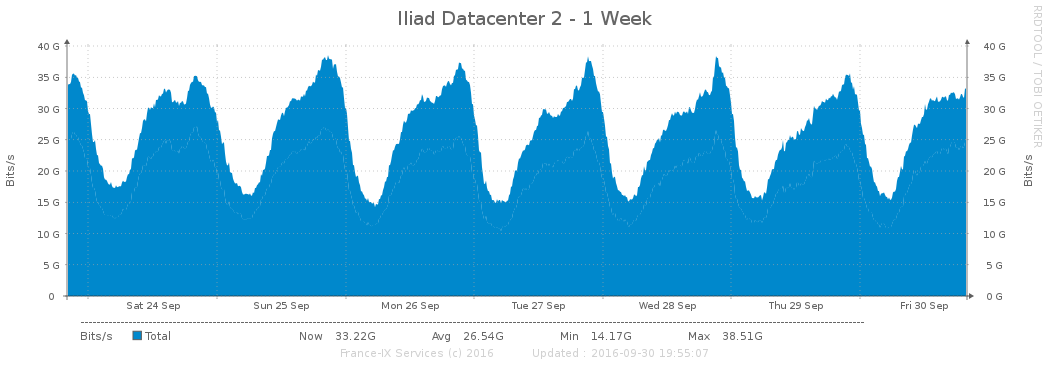 Iliad Datacenter 2 - 1 Week
RRDTOOL / TOBI OETIKER
Bits/s
40 G
35 G
30 G
25 G
20 G
15 G
10 G
5 G
0
40 G
35 G
30 G
25 G
20 G
15 G
10 G
5 G
0 G
Bits/s
Sat 24 Sep Sun 25 Sep Mon 26 Sep Tue 27 Sep Wed 28 Sep Thu 29 Sep Fri 30 Sep
Bits/s Total Now 33.22G Avg 26.54G Min 14.17G Max 38.51G
France-IX Services (c) 2016 Updated : 2016-09-30 19:55:07